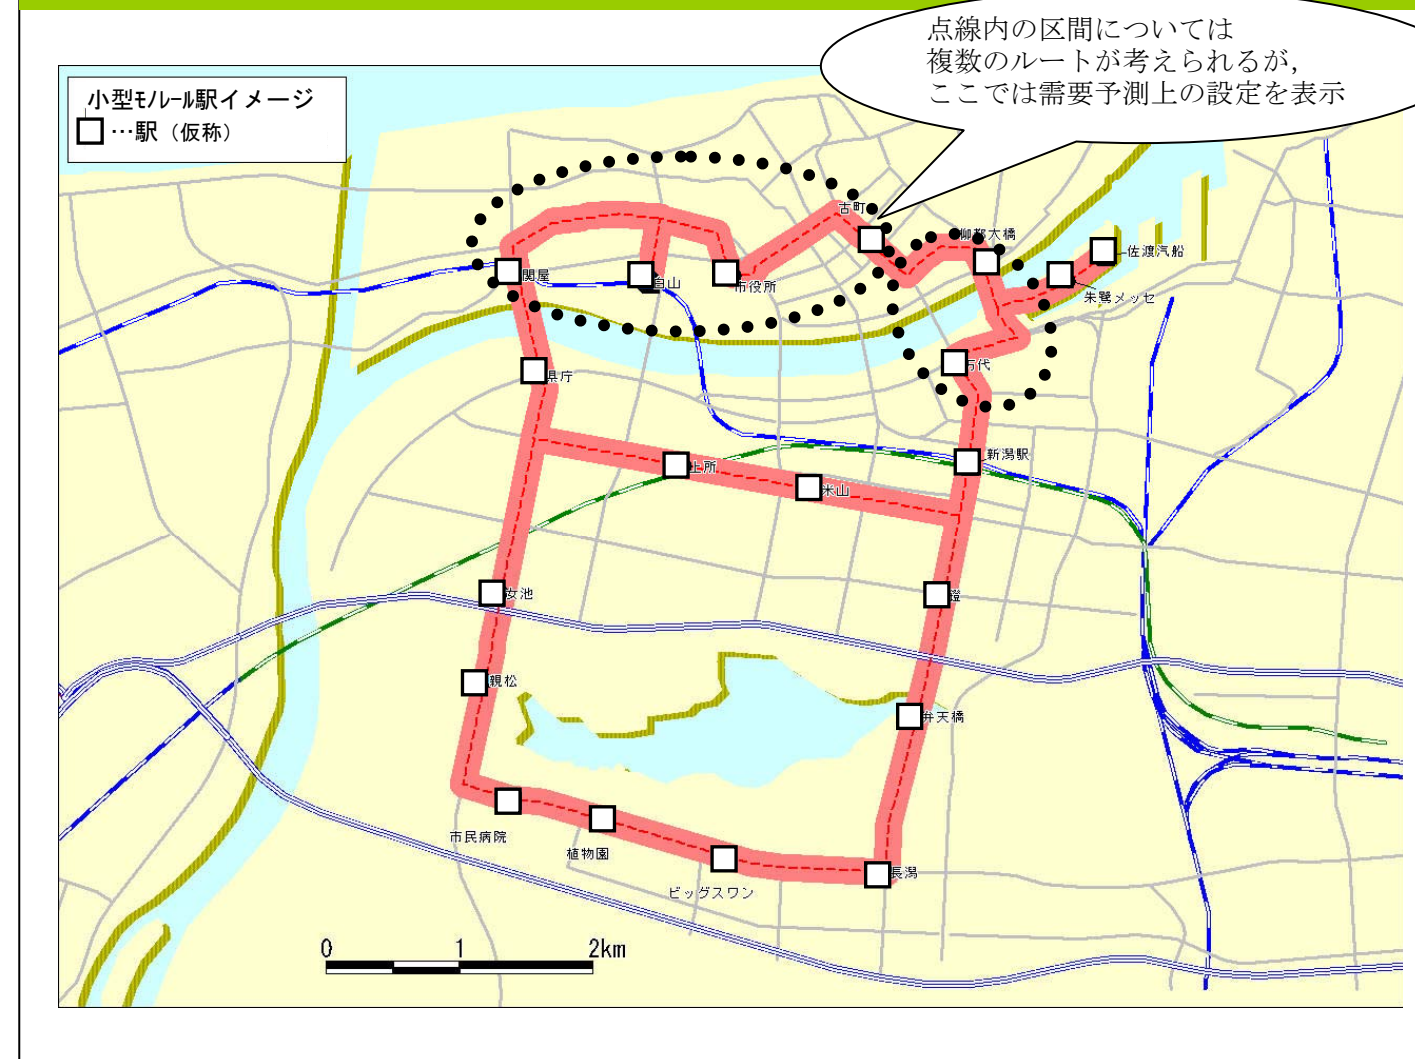 点線内の区間については
複数のルートが考えられるが,
ここでは需要予測上の設定を表示
小型ﾓﾉﾚｰﾙ駅イメージ
…駅（仮称）
古町
柳都大橋
佐渡汽船
関屋
白山
市役所
朱鷺メッセ
県庁
万代
新潟駅
上所
米山
女池
鐙
親松
弁天橋
市民病院
植物園
ビッグスワン
長潟
0 1 2km